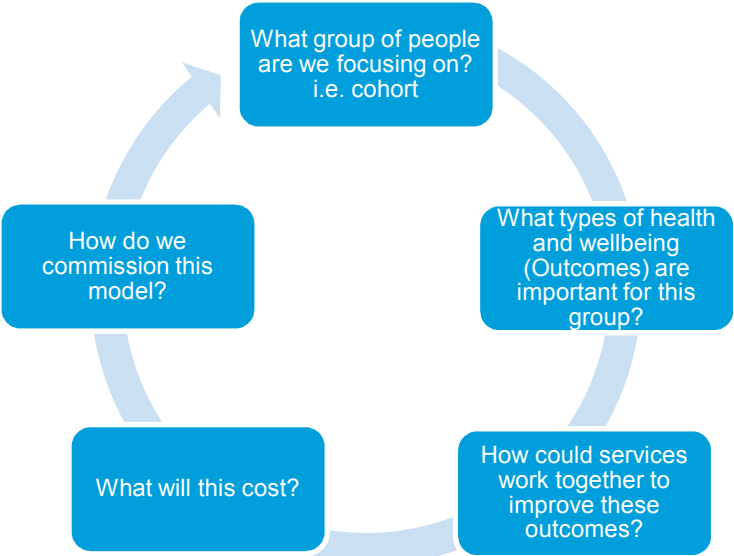 What group of people
are we focusing on?
i.e. cohort
What types of health
and wellbeing
(Outcomes) are
important for this
group?
How could services
work together to
improve these
outcomes?
What will this cost?
How do we
commission this
model?